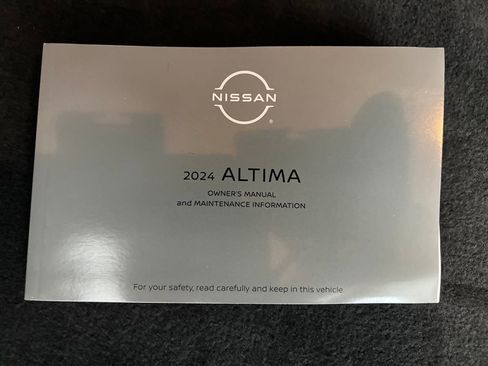 NISSAN
®
2024 ALTIMA
OWNER'S MANUAL
and MAINTENANCE INFORMATION
For your safety, read carefully and keep in this vehicle